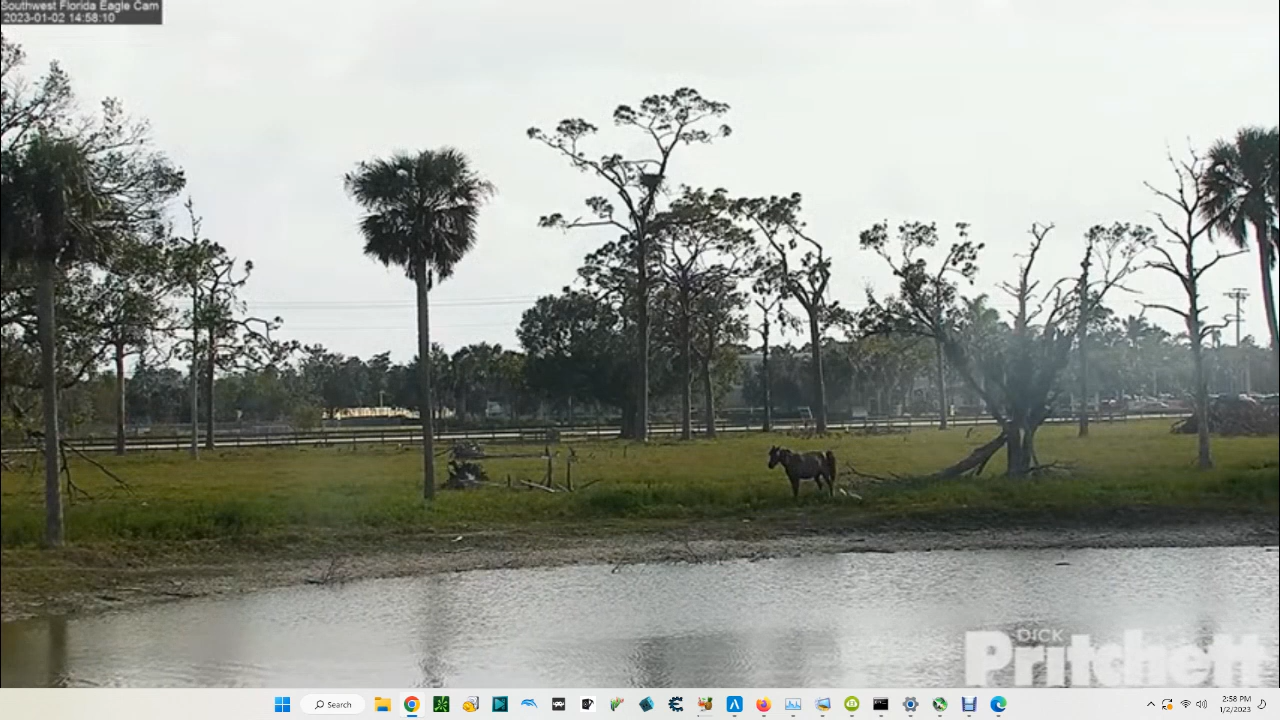 Southwest Florida Eagle Cam
2023-01-02 14:58:10
DICK
Pritchett
Search
2:58 PM
1/2/2023